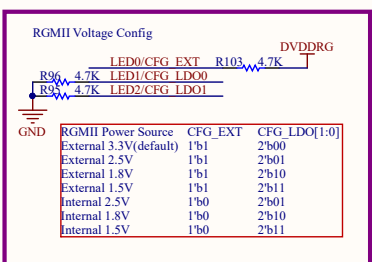 RGMII Voltage Config
DVDDRG
LED0/CFG_EXT R103 4.7K
R96 4.7K LED1/CFG_LDO0
R95 4.7K LED2/CFG_LDO1
GND
RGMII Power Source CFG_EXT CFG_LDO[1:0]
External 3.3V(default) 1'b1 2'b00
External 2.5V 1'b1 2'b01
External 1.8V 1'b1 2'b10
External 1.5V 1'b1 2'b11
Internal 2.5V 1'b0 2'b01
Internal 1.8V 1'b0 2'b10
Internal 1.5V 1'b0 2'b11